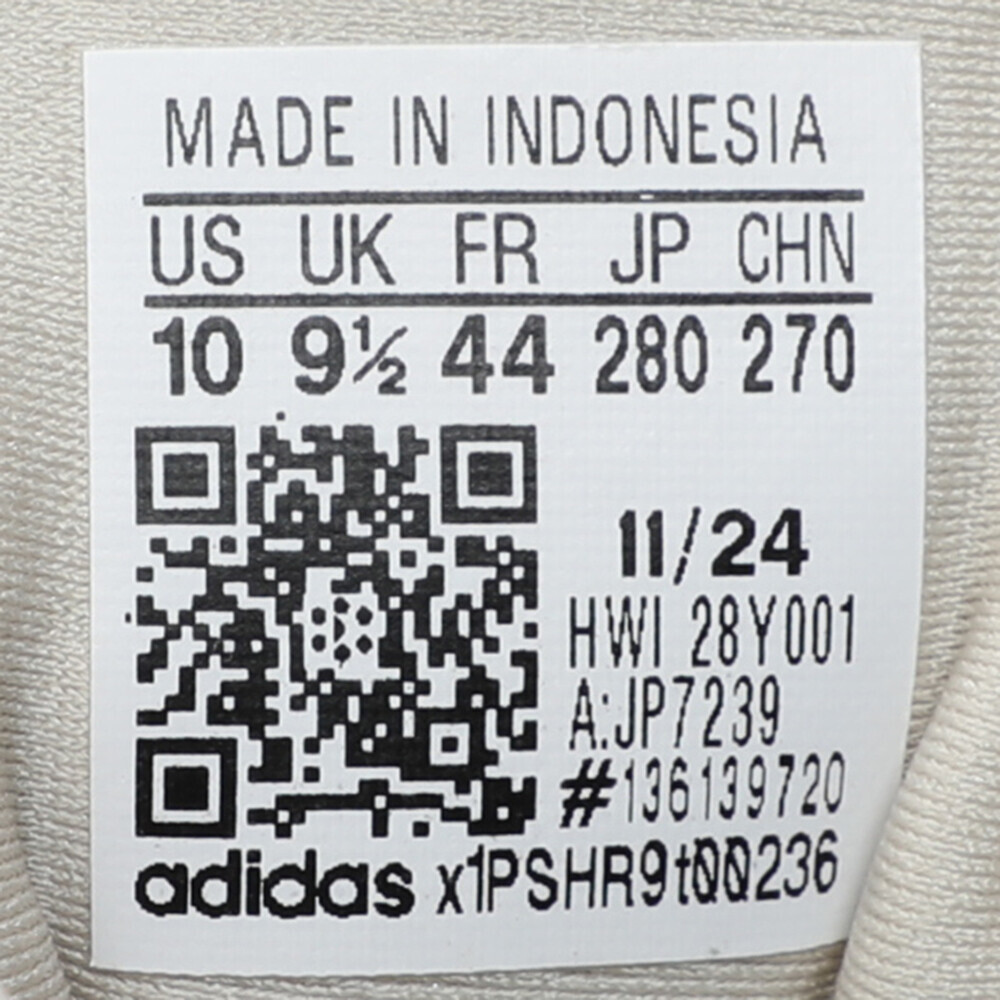 MADE IN INDONESIA
US UK FR JP CHN
10 9½ 44 280 270
11/24
HWI 28Y001
A:JP7239
#136139720
adidas x1PSHR9t00236